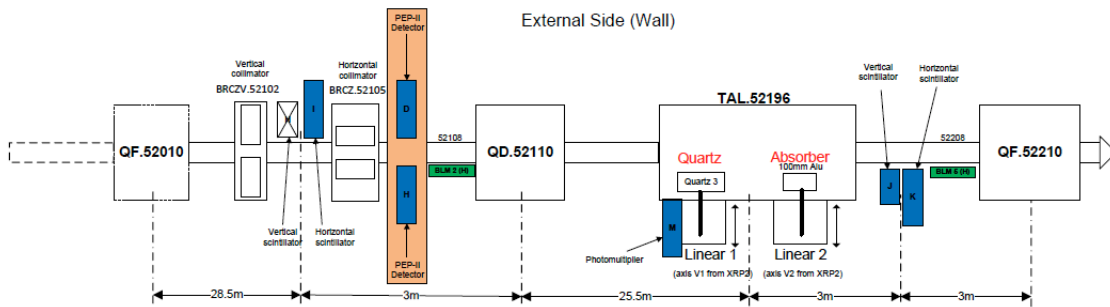 External Side (Wall)
PEP-II
Detector
Vertical
collimator
BRCZV.52102
Horizontal
collimator
BRCZ.52105
Vertical
scintillator
Horizontal
scintillator
TAL.52196
I
D
52108
52208
QF.52010
QD.52110
QF.52210
Quartz
Absorber
100mm Alu
Quartz 3
BLM 2 (H)
BLM 6 (H)
H
J
K
M
Vertical
scintillator
Horizontal
scintillator
PEP-II
Detector
Photomultiplier
Linear 1
(axis V1 from XRP2)
Linear 2
(axis V2 from XRP2)
28.5m
3m
25.5m
3m
3m